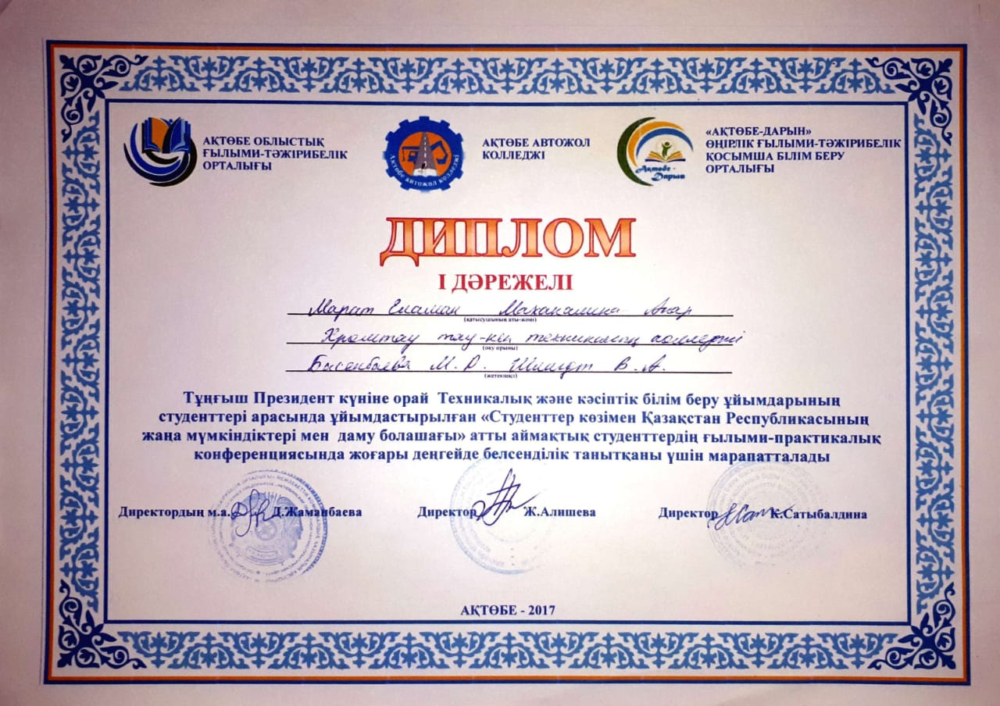 АҚТӨБЕ ОБЛЫСТЫҚ
ҒЫЛЫМИ-ТӘЖІРИБЕЛІК
ОРТАЛЫҒЫ
Ақтөбе автожол колледжі
АҚТӨБЕ АВТОЖОЛ
КОЛЛЕДЖІ
Ақтөбе -
Дарын
«АҚТӨБЕ-ДАРЫН»
ӨҢІРЛІК ҒЫЛЫМИ-ТӘЖІРИБЕЛІК
ҚОСЫМША БІЛІМ БЕРУ
ОРТАЛЫҒЫ
ДИПЛОМ
І ДӘРЕЖЕЛІ
Марат Еламан Махакалина Анар
(қатысушының аты-жөні)
Хромтау тау-кен техникалық колледжі
(оқу орыны)
Басенбаева М.О. Шмидт В.А.
(жетекші)
Тұңғыш Президент күніне орай Техникалық және кәсіптік білім беру ұйымдарының
студенттері арасында ұйымдастырылған «Студенттер көзімен Қазақстан Республикасының
жаңа мүмкіндіктері мен даму болашағы» атты аймақтық студенттердің ғылыми-практикалық
конференциясында жоғары деңгейде белсенділік танытқаны үшін марапатталады
Директордың м.а. Д.Жаманбаева
Директор Ж.Алишева
Директор К.Сатыбалдина
АҚТӨБЕ - 2017